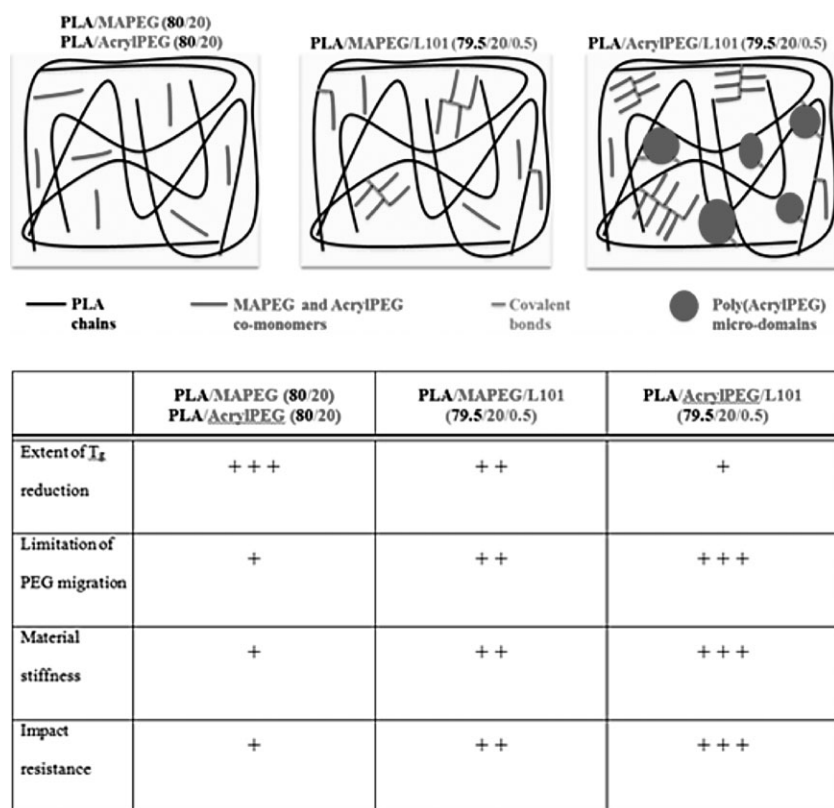 PLA/MAPEG (80/20)
PLA/AcrylPEG (80/20)
PLA/MAPEG/L101 (79.5/20/0.5)
PLA/AcrylPEG/L101 (79.5/20/0.5)
PLA chains
MAPEG and AcrylPEG co-monomers
Covalent bonds
Poly(AcrylPEG) micro-domains
PLA/MAPEG (80/20)
PLA/AcrylPEG (80/20)
PLA/MAPEG/L101
(79.5/20/0.5)
PLA/AcrylPEG/L101
(79.5/20/0.5)
Extent of Tg
reduction
+ + +
+ +
+
Limitation of
PEG migration
+
+ +
+ + +
Material
stiffness
+
+ +
+ + +
Impact
resistance
+
+ +
+ + +